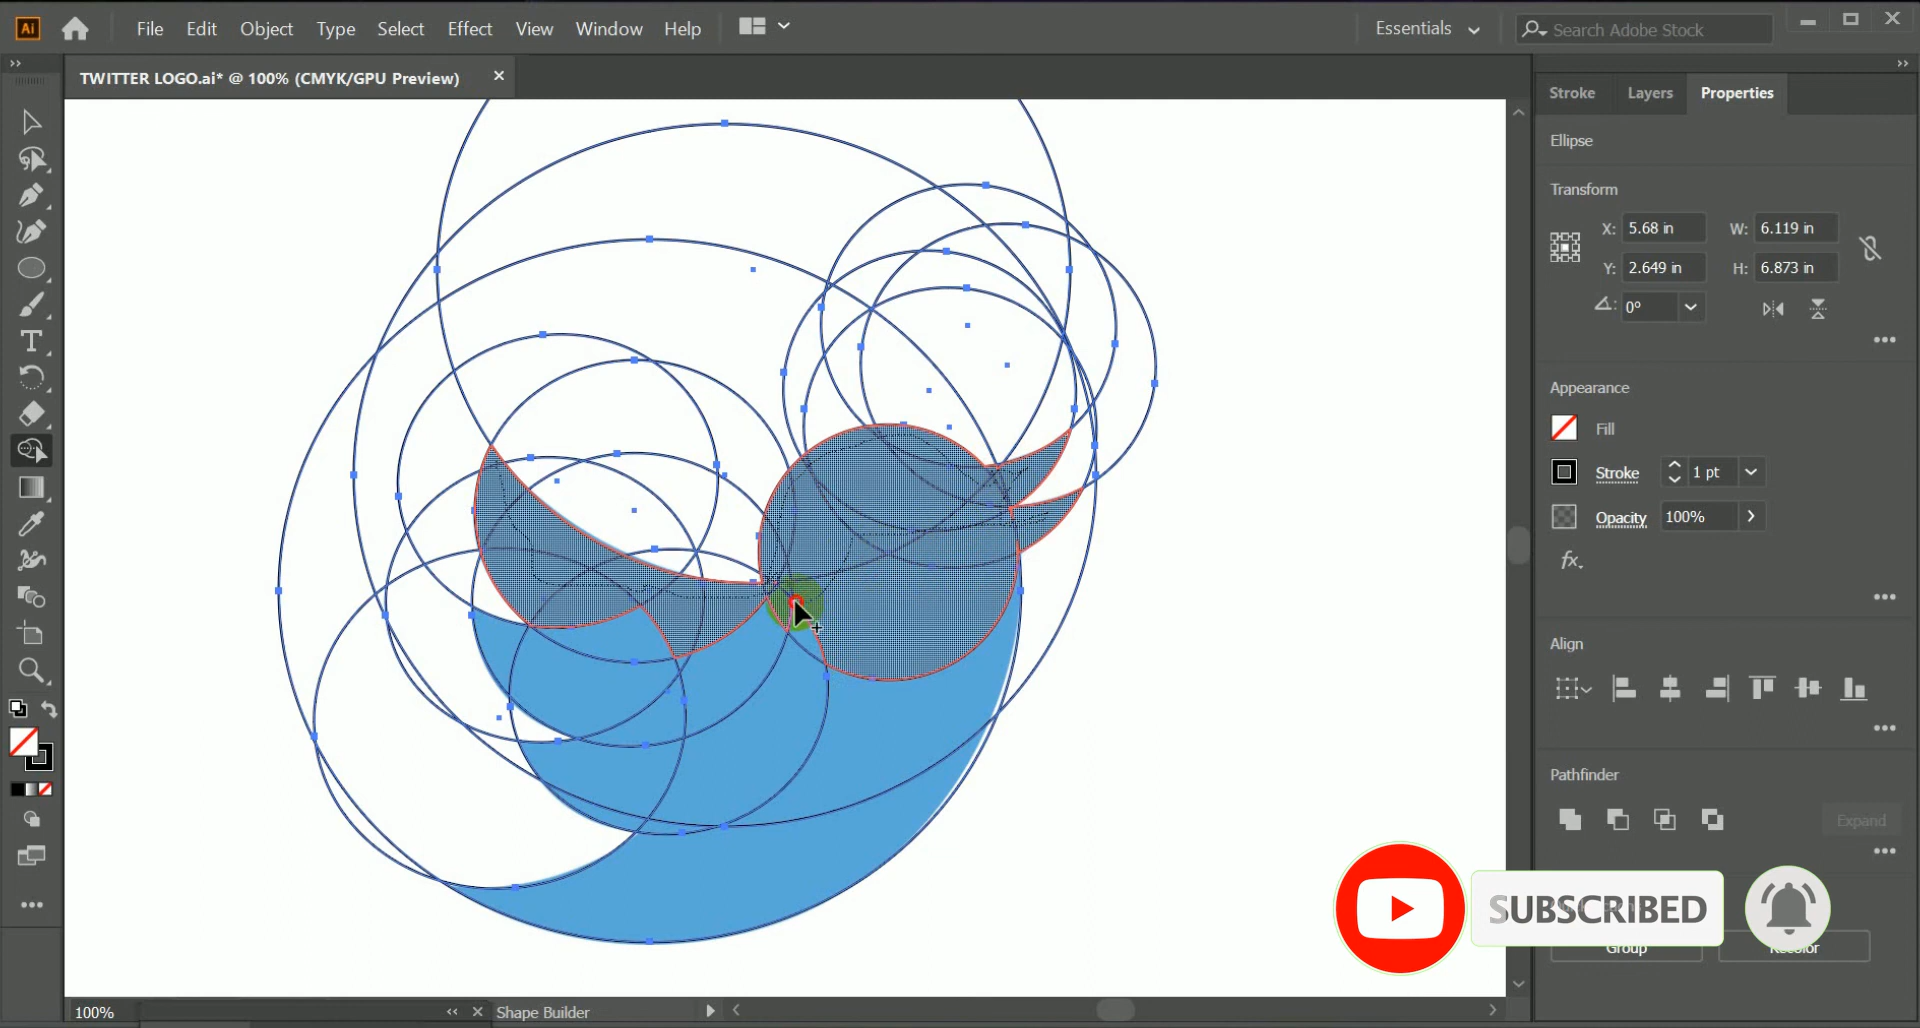 Ai File Edit Object Type Select Effect View Window Help Essentials Search Adobe Stock
TWITTER LOGO.ai* @ 100% (CMYK/GPU Preview)
Stroke Layers Properties
Ellipse
Transform
X: 5.68 in W: 6.119 in
Y: 2.649 in H: 6.873 in
0°
Appearance
Fill
Stroke 1 pt
Opacity 100%
fx.
Align
Pathfinder
Expand
SUBSCRIBED
Group Recolor
100% Shape Builder